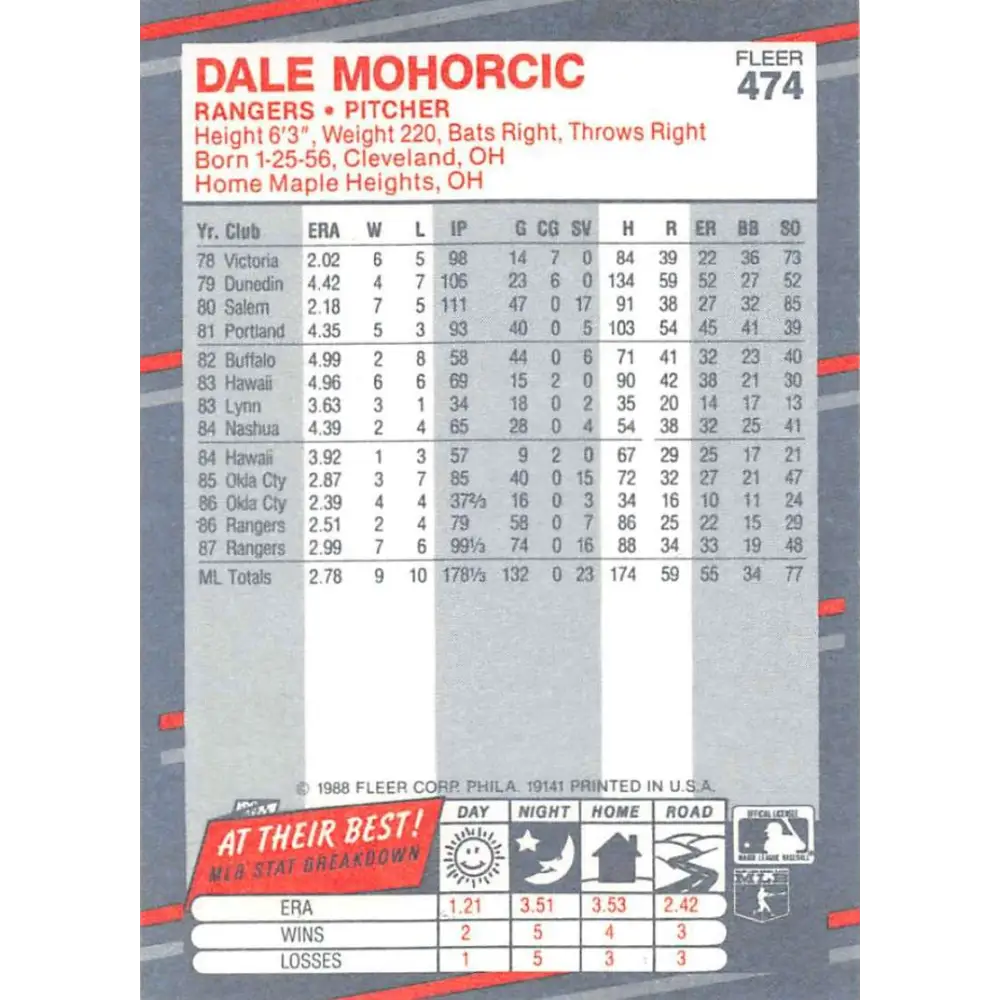 DALE MOHORCIC
FLEER
474
RANGERS • PITCHER
Height 6'3", Weight 220, Bats Right, Throws Right
Born 1-25-56, Cleveland, OH
Home Maple Heights, OH
Yr. Club ERA W L IP G CG SV H R ER BB SO
78 Victoria 2.02 6 5 98 14 7 0 84 39 22 36 73
79 Dunedin 4.42 4 7 106 23 6 0 134 59 52 27 52
80 Salem 2.18 7 5 111 47 0 17 91 38 27 32 65
81 Portland 4.35 5 3 93 40 0 5 103 54 45 41 39
82 Buffalo 4.99 2 8 58 44 0 6 71 41 32 23 40
83 Hawaii 4.96 6 6 69 15 2 0 90 42 38 21 30
83 Lynn 3.63 3 1 34 18 0 2 35 20 14 17 13
84 Nashua 4.39 2 4 65 28 0 4 54 38 32 25 41
84 Hawaii 3.92 1 3 57 9 2 0 67 29 25 17 21
85 Okla Cty 2.87 3 7 85 40 0 15 72 32 27 21 47
86 Okla Cty 2.39 4 4 37⅔ 16 0 3 34 16 10 11 24
86 Rangers 2.51 2 4 79 58 0 7 86 25 22 15 29
87 Rangers 2.99 7 6 99⅓ 74 0 16 88 34 33 19 48
ML Totals 2.78 9 10 178⅓ 132 0 23 174 59 55 34 77
© 1988 FLEER CORP. PHILA. 19141 PRINTED IN U.S.A.
AT THEIR BEST!
MLB STAT BREAKDOWN
DAY NIGHT HOME ROAD
OFFICIAL LICENSEE
MAJOR LEAGUE BASEBALL
MLB
ERA 1.21 3.51 3.53 2.42
WINS 2 5 4 3
LOSSES 1 5 3 3